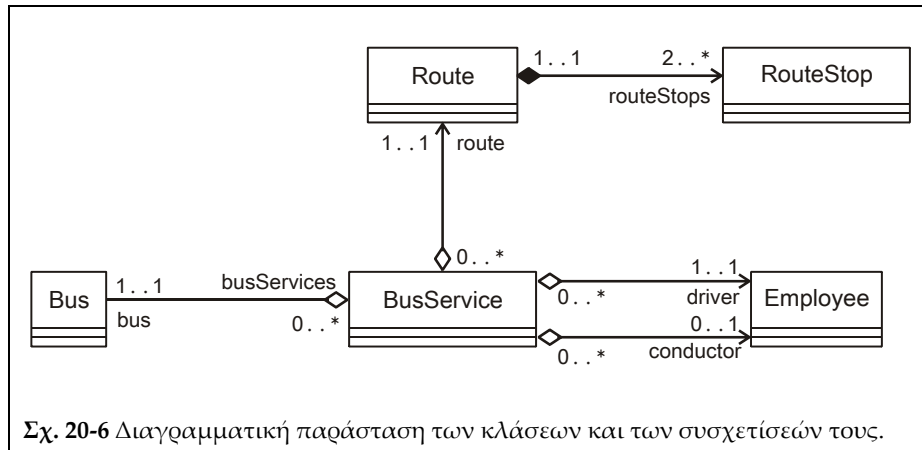 Route
1..1
2..*
routeStops
RouteStop
1..1
route
0..*
Bus
1..1
bus
busServices
0..*
BusService
0..*
1..1
driver
0..*
0..1
conductor
Employee
Σχ. 20-6 Διαγραμματική παράσταση των κλάσεων και των συσχετίσεών τους.